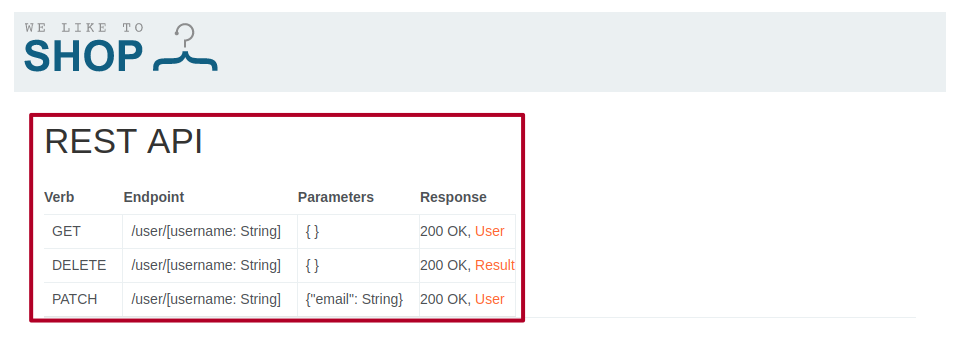 WE LIKE TO
SHOP
REST API
Verb Endpoint Parameters Response
GET /user/[username: String] { } 200 OK, User
DELETE /user/[username: String] { } 200 OK, Result
PATCH /user/[username: String] {"email": String} 200 OK, User